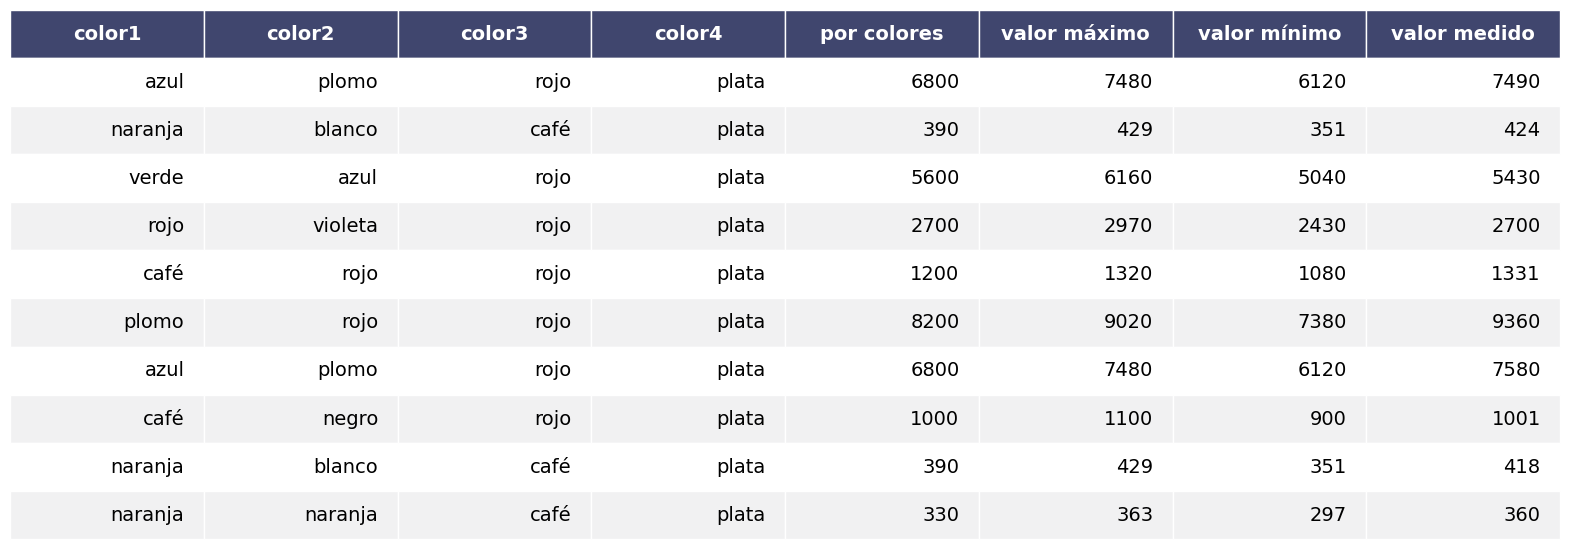 color1 color2 color3 color4 por colores valor máximo valor mínimo valor medido
azul plomo rojo plata 6800 7480 6120 7490
naranja blanco café plata 390 429 351 424
verde azul rojo plata 5600 6160 5040 5430
rojo violeta rojo plata 2700 2970 2430 2700
café rojo rojo plata 1200 1320 1080 1331
plomo rojo rojo plata 8200 9020 7380 9360
azul plomo rojo plata 6800 7480 6120 7580
café negro rojo plata 1000 1100 900 1001
naranja blanco café plata 390 429 351 418
naranja naranja café plata 330 363 297 360